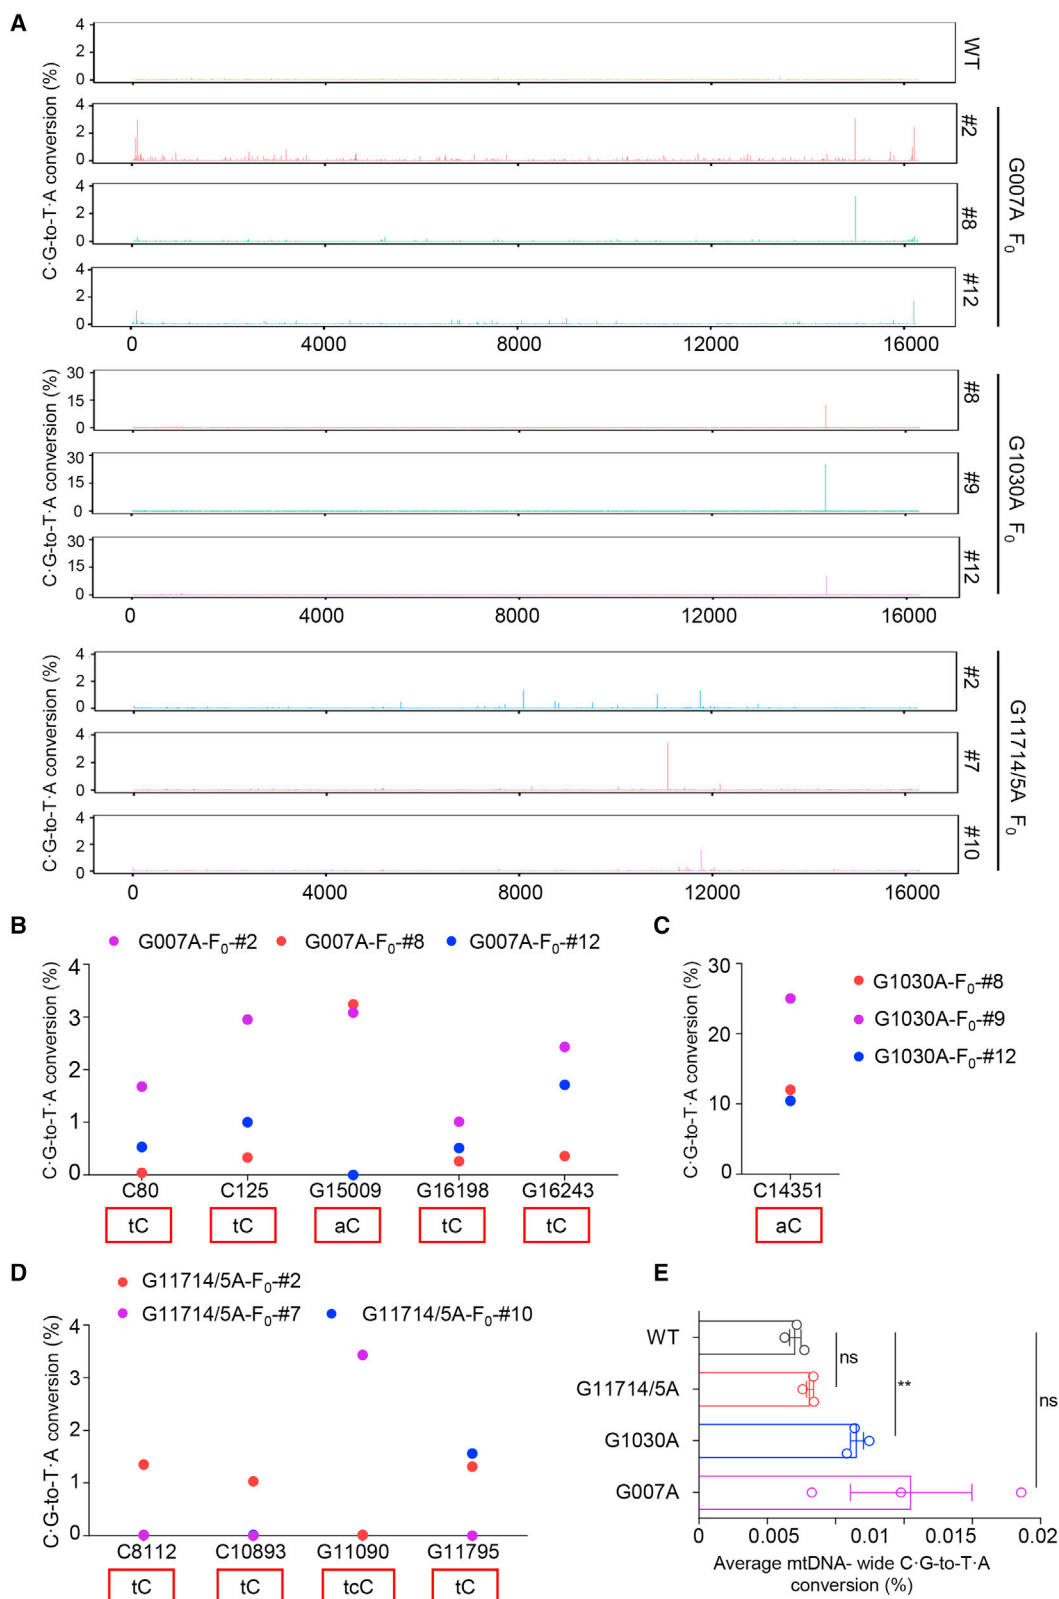 A
C·G-to-T·A conversion (%)
4
2
0
WT
4
2
0
#2
4
2
0
#8
4
2
0
#12
G007A F0
0 4000 8000 12000 16000
C·G-to-T·A conversion (%)
30
15
0
#8
30
15
0
#9
30
15
0
#12
G1030A F0
0 4000 8000 12000 16000
C·G-to-T·A conversion (%)
4
2
0
#2
4
2
0
#7
4
2
0
#10
G11714/5A F0
0 4000 8000 12000 16000
B
G007A-F0-#2 G007A-F0-#8 G007A-F0-#12
C·G-to-T·A conversion (%)
4
3
2
1
0
C80 C125 G15009 G16198 G16243
tC tC aC tC tC
C
C·G-to-T·A conversion (%)
30
20
10
0
G1030A-F0-#8
G1030A-F0-#9
G1030A-F0-#12
C14351
aC
D
G11714/5A-F0-#2
G11714/5A-F0-#7 G11714/5A-F0-#10
C·G-to-T·A conversion (%)
4
3
2
1
0
C8112 C10893 G11090 G11795
tC tC tcC tC
E
WT
G11714/5A
G1030A
G007A
ns
**
ns
0 0.005 0.01 0.015 0.02
Average mtDNA- wide C·G-to-T·A
conversion (%)